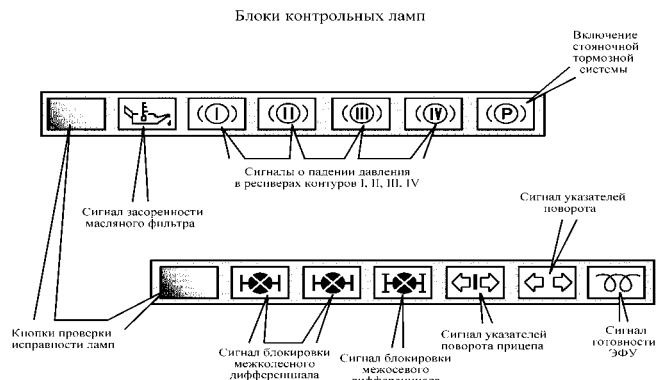 Блоки контрольных ламп
Включение
стояночной
тормозной
системы
(I) (II) (III) (IV) (P)
Сигналы о падении давления
в ресиверах контуров I, II, III. IV
Сигнал засоренности
масляного фильтра
Сигнал указателей
поворота
Кнопки проверки
исправности ламп
Сигнал блокировки
межколесного
дифференциала
Сигнал блокировки
межосевого
дифференциала
Сигнал указателей
поворота прицепа
Сигнал
готовности
ЭФУ